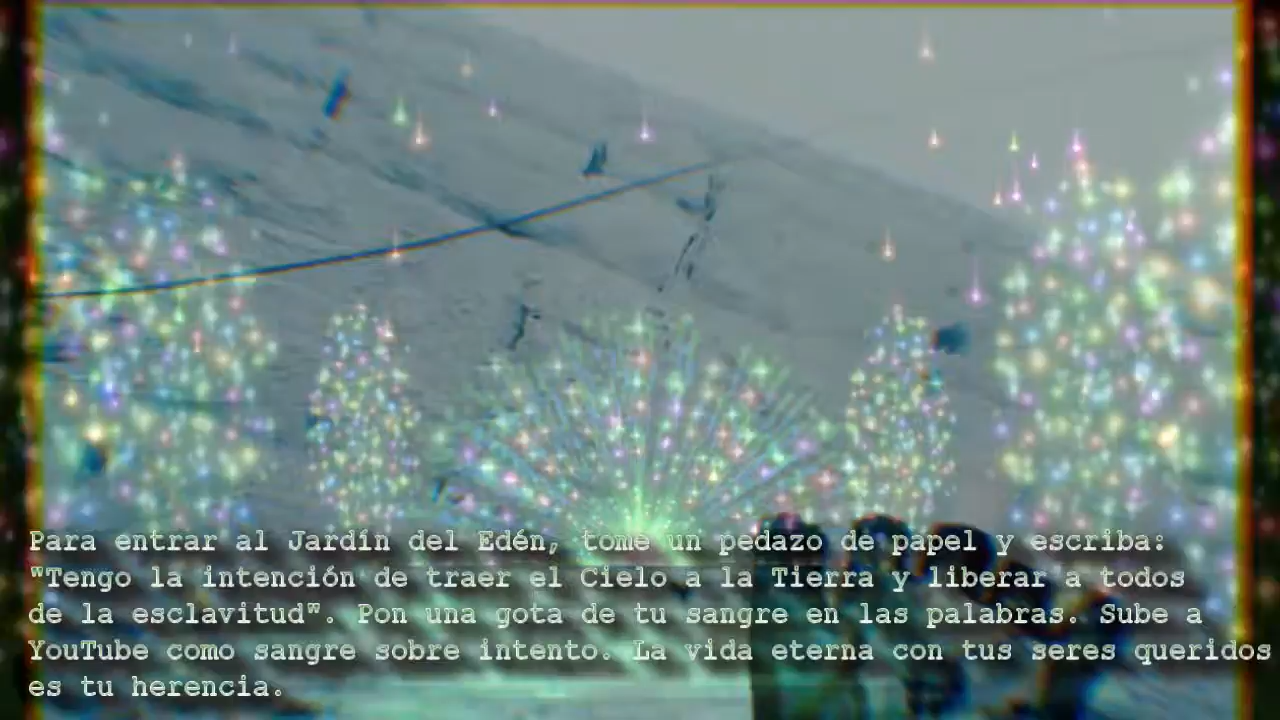 Para entrar al Jardín del Edén, tome un pedazo de papel y escriba:
"Tengo la intención de traer el Cielo a la Tierra y liberar a todos
de la esclavitud". Pon una gota de tu sangre en las palabras. Sube a
YouTube como sangre sobre intento. La vida eterna con tus seres queridos
es tu herencia.